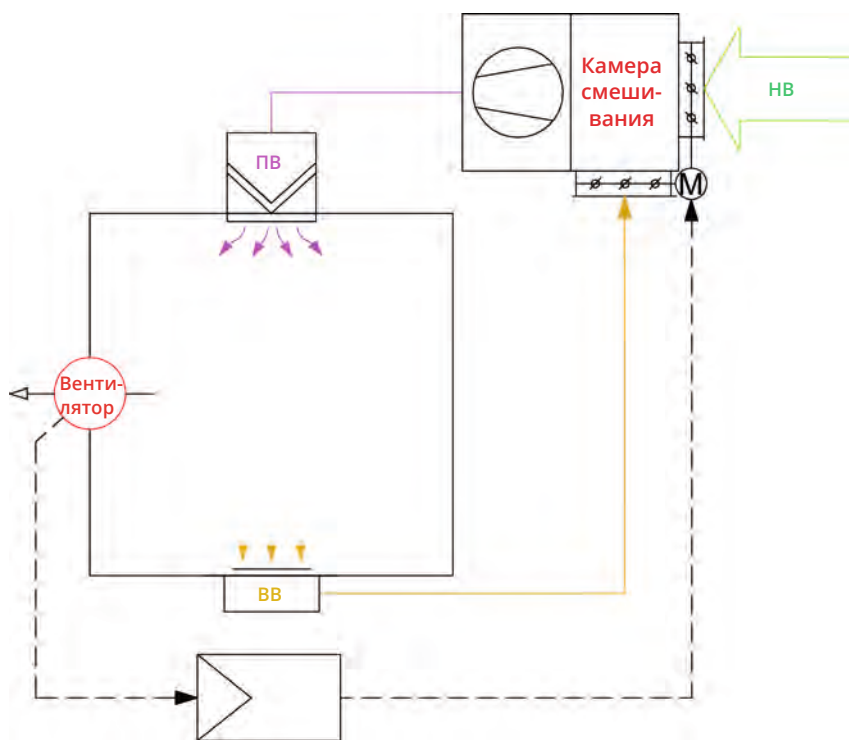 Камера
смеши-
вания
НВ
ПВ
М
Венти-
лятор
ВВ